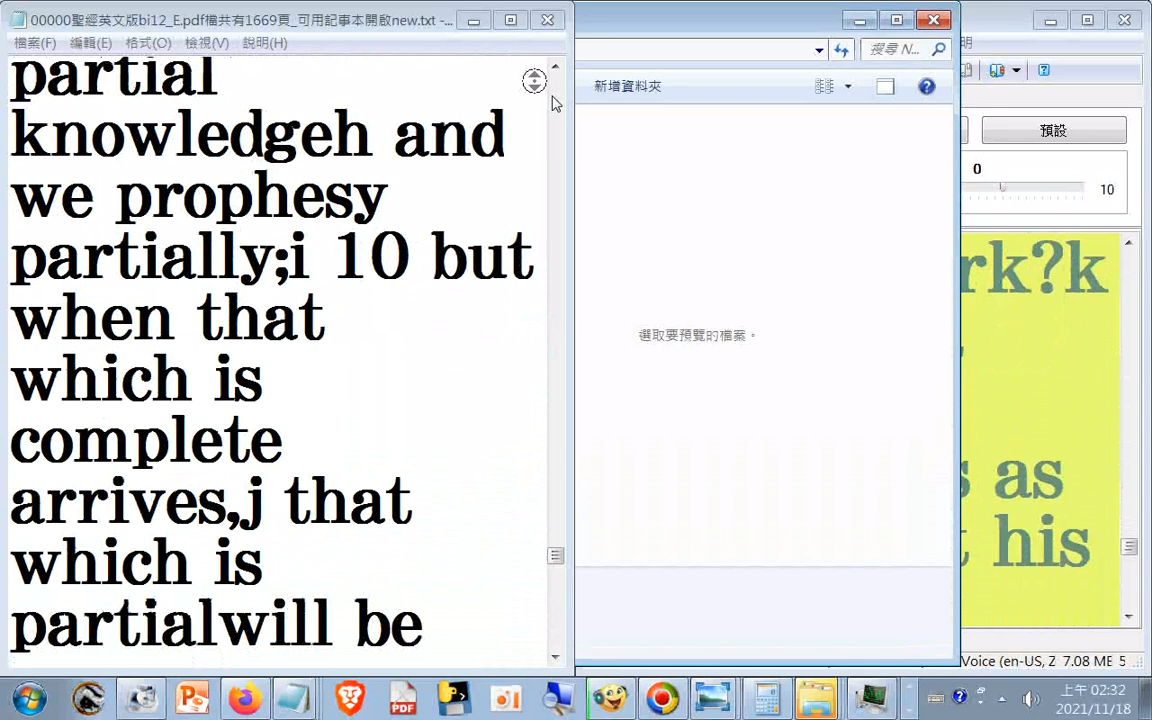 00000聖經英文版bi12_E.pdf檔共有1669頁_可用記事本開啟new.txt -...
檔案(F) 編輯(E) 格式(O) 檢視(V) 說明(H)
partial
knowledgeh and
we prophesy
partially;i 10 but
when that
which is
complete
arrives,j that
which is
partialwill be
搜尋 N...
新增資料夾
選取要預覽的檔案。
明
預設
0
10
rk?k
s as
t his
Voice (en-US, Z 7.08 MB 5
PDF
上午 02:32
2021/11/18